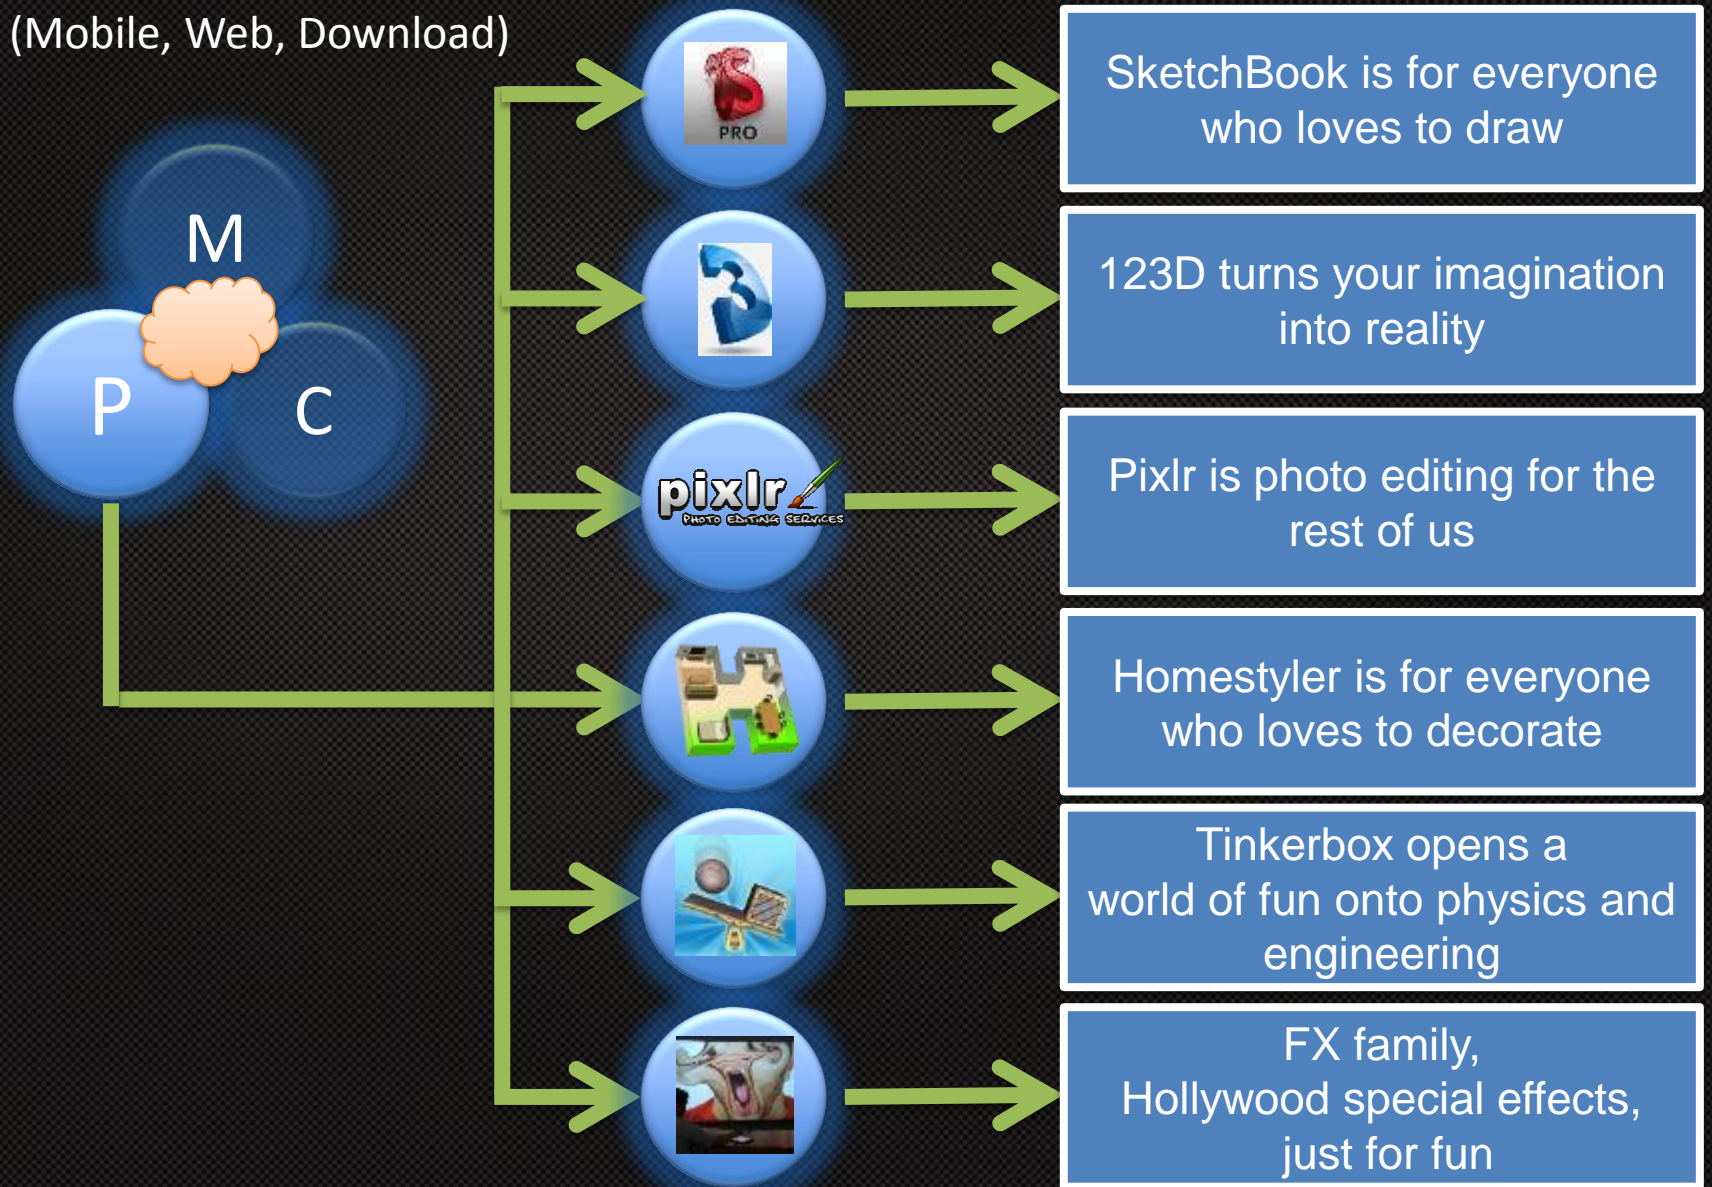 (Mobile, Web, Download)
M
P
C
PRO
SketchBook is for everyone
who loves to draw
123D turns your imagination
into reality
pixlr
PHOTO EDITING SERVICES
Pixlr is photo editing for the
rest of us
Homestyler is for everyone
who loves to decorate
Tinkerbox opens a
world of fun onto physics and
engineering
FX family,
Hollywood special effects,
just for fun